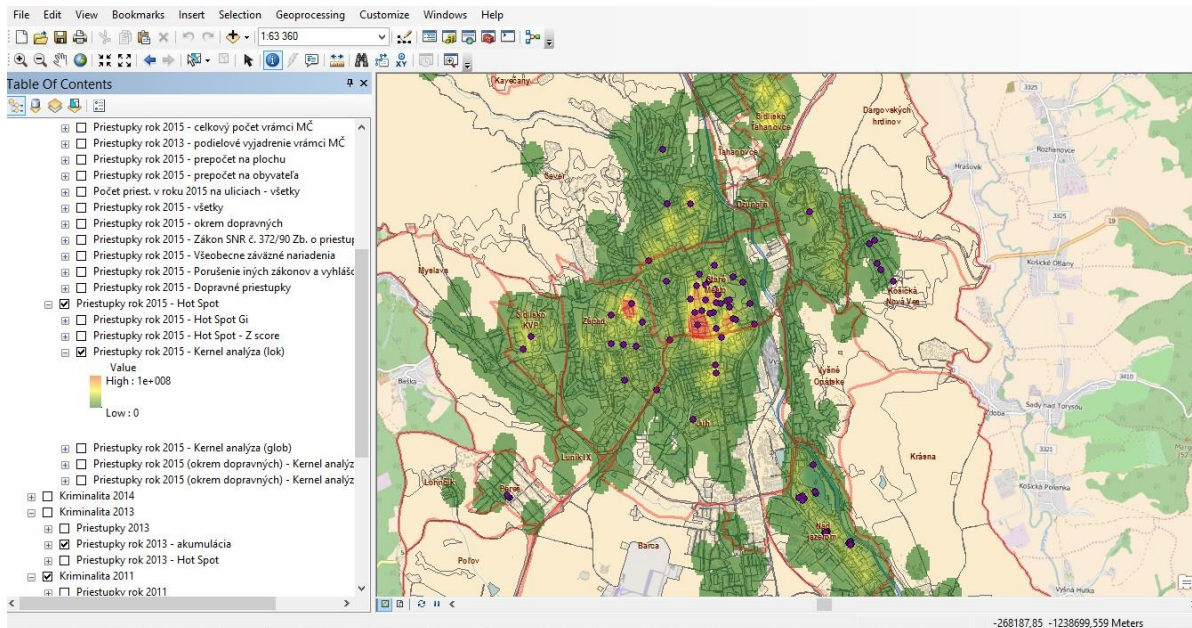 File Edit View Bookmarks Insert Selection Geoprocessing Customize Windows Help
1:63 360
Table Of Contents
Priestupky rok 2015 - celkový počet vrámci MČ
Priestupky rok 2013 - podielové vyjadrenie vrámci MČ
Priestupky rok 2015 - prepočet na plochu
Priestupky rok 2015 - prepočet na obyvateľa
Počet priest. v roku 2015 na uliciach - všetky
Priestupky rok 2015 - všetky
Priestupky rok 2015 - okrem dopravných
Priestupky rok 2015 - Zákon SNR č. 372/90 Zb. o priestup
Priestupky rok 2015 - Všeobecne záväzné nariadenia
Priestupky rok 2015 - Porušenie iných zákonov a vyhlášo
Priestupky rok 2015 - Dopravné priestupky
Priestupky rok 2015 - Hot Spot
Priestupky rok 2015 - Hot Spot Gi
Priestupky rok 2015 - Hot Spot - Z score
Priestupky rok 2015 - Kernel analýza (lok)
Value
High : 1e+008
Low : 0
Priestupky rok 2015 - Kernel analýza (glob)
Priestupky rok 2015 (okrem dopravných) - Kernel analýz
Priestupky rok 2015 (okrem dopravných) - Kernel analýz
Kriminalita 2014
Kriminalita 2013
Priestupky 2013
Priestupky rok 2013 - akumulácia
Priestupky rok 2013 - Hot Spot
Kriminalita 2011
Priestupky rok 2011
Kavečany
Sídlisko
Ťahanovce
Dargovských
hrdinov
Ťahanovce
Sever
Džungľa
Myslava
Staré
Mesto
Košická
Nová Ves
Sídlisko
KVP
Západ
Vyšné
Opátske
Juh
Luník IX
Lorinčík
Pereš
Krásna
Nad
jazerom
Barca
Poľov
Baška
3325
Rozhanovce
Hrašovík
3325
19
Košické Oľšany
3410
Sady nad Torysou
Zdoba
3321
Košická Polianka
Vyšná Hutka
-268187,85 -1238699,559 Meters